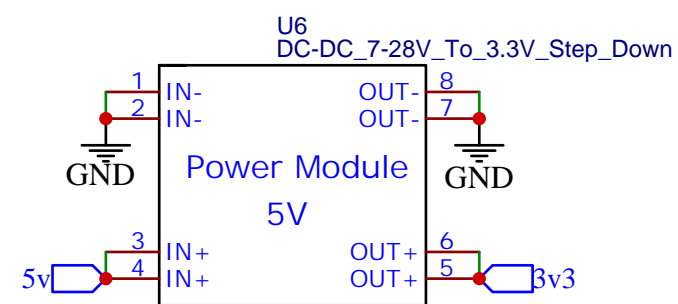 U6
DC-DC_7-28V_To_3.3V_Step_Down
1 IN- OUT- 8
2 IN- OUT- 7
GND Power Module GND
5V
3 IN+ OUT+ 6
5v 4 IN+ OUT+ 5 3v3